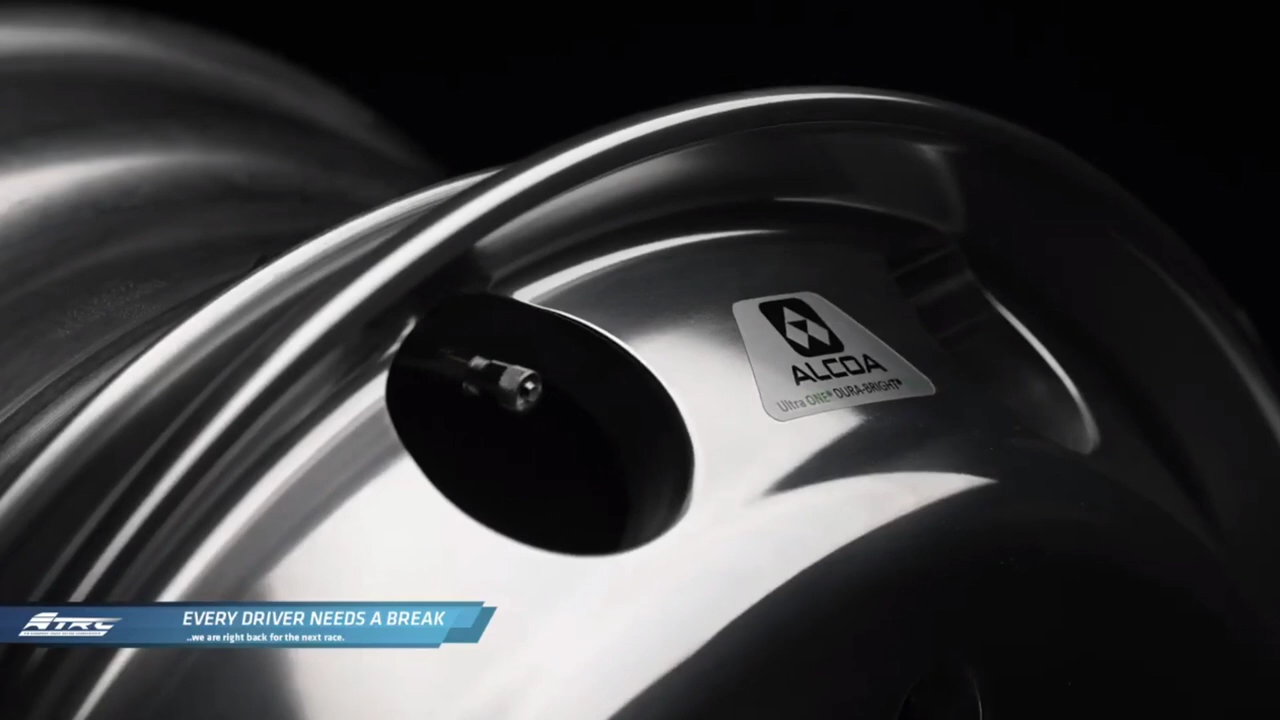 ALCOA
Ultra ONE® DURA-BRIGHT®
EVERY DRIVER NEEDS A BREAK
...we are right back for the next race.